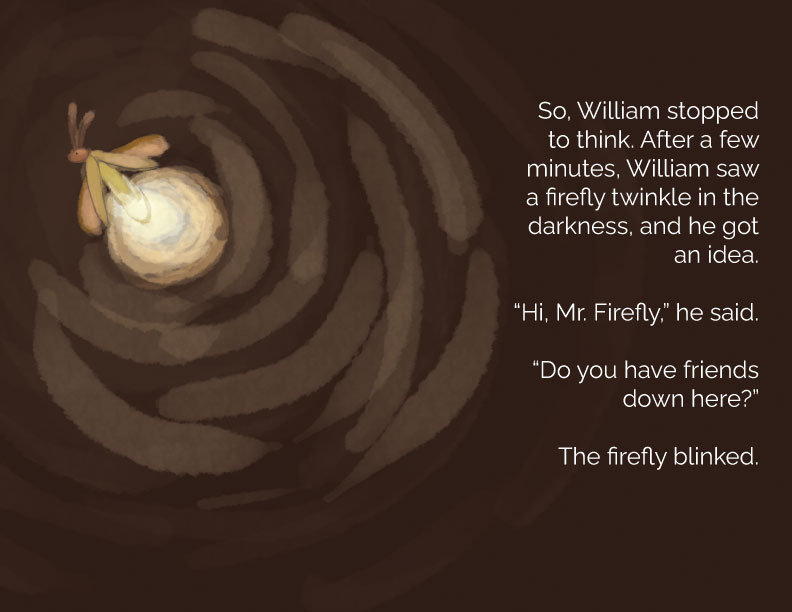 So, William stopped
to think. After a few
minutes, William saw
a firefly twinkle in the
darkness, and he got
an idea.
“Hi, Mr. Firefly,” he said.
“Do you have friends
down here?”
The firefly blinked.